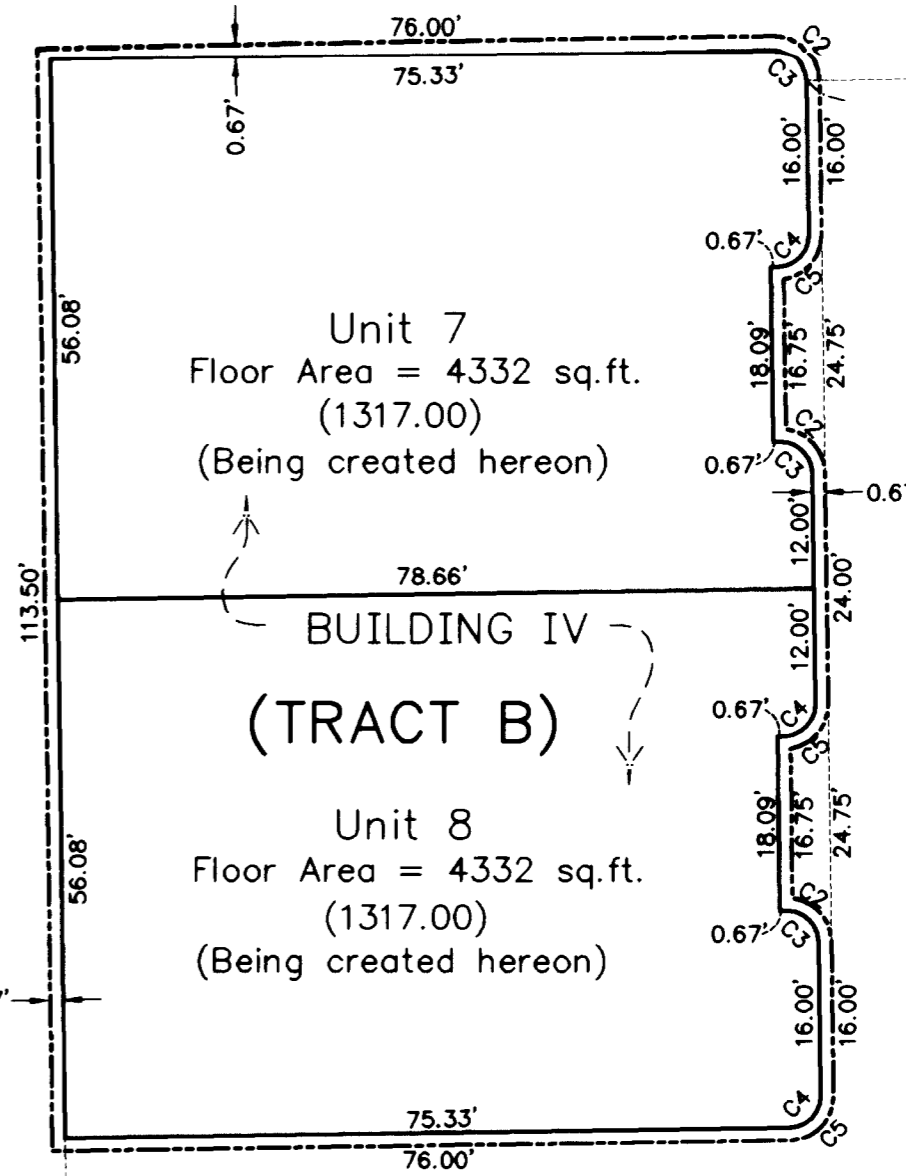 76.00'
C2
75.33'
C3
0.67'
16.00'
16.00'
0.67'
C4
C5
56.08'
Unit 7
Floor Area = 4332 sq.ft.
(1317.00)
(Being created hereon)
18.09'
16.75'
24.75'
C2
0.67'
C3
0.6
12.00'
113.50'
78.66'
24.00'
BUILDING IV
12.00'
(TRACT B)
0.67'
C4
C5
56.08'
Unit 8
Floor Area = 4332 sq.ft.
(1317.00)
(Being created hereon)
18.09'
16.75'
24.75'
C2
0.67'
C3
16.00'
16.00'
75.33'
C4
C5
76.00'